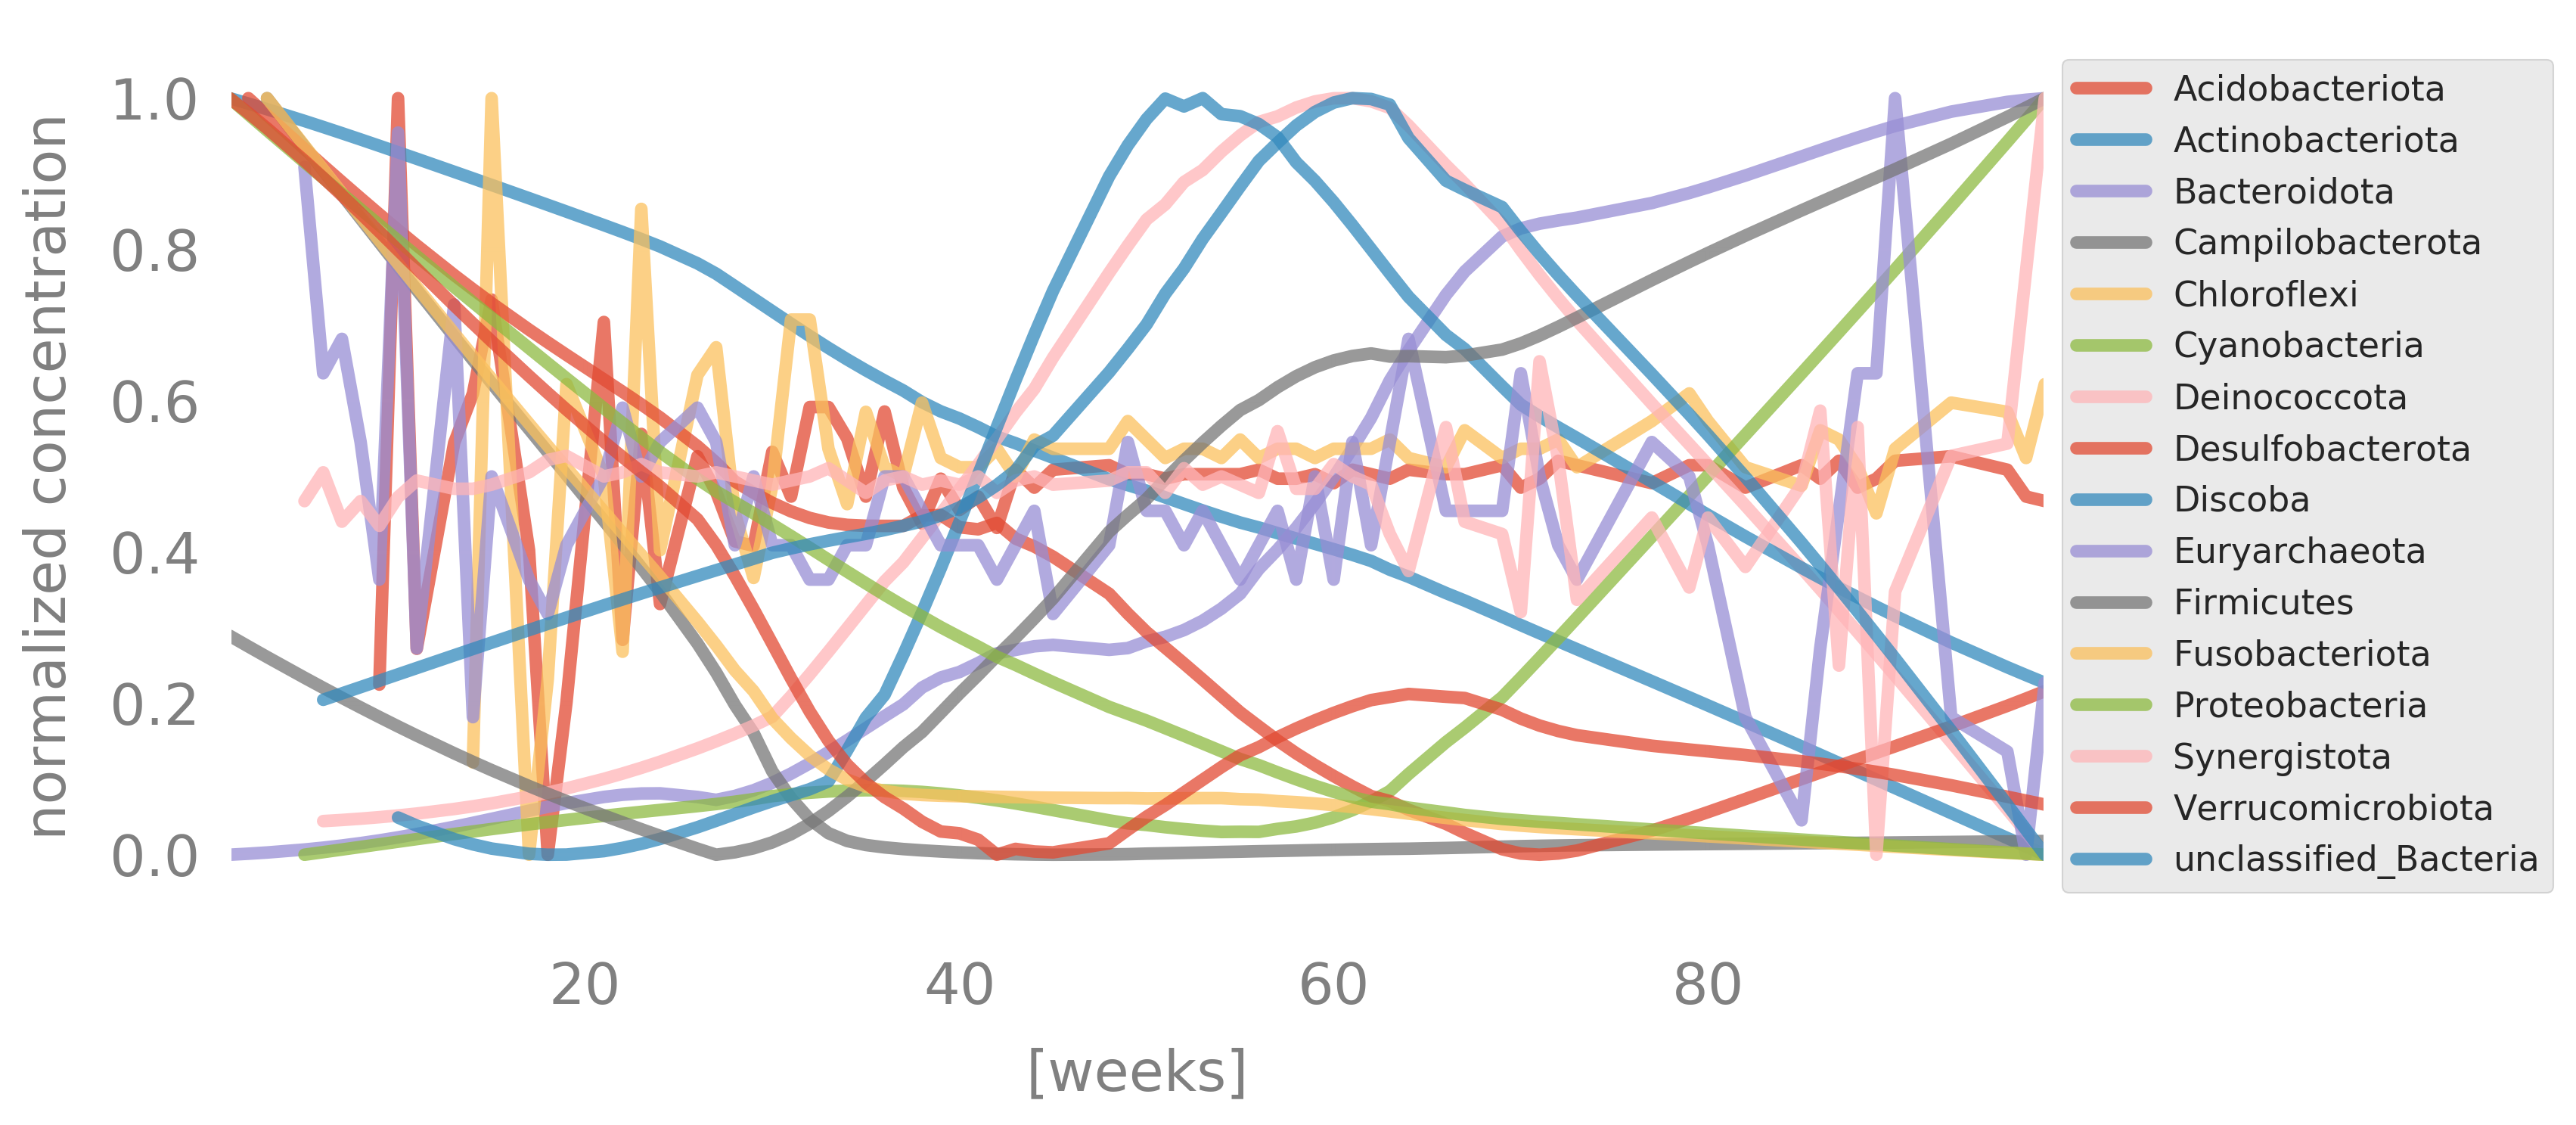 normalized concentration
1.0
0.8
0.6
0.4
0.2
0.0
20 40 60 80
[weeks]
Acidobacteriota
Actinobacteriota
Bacteroidota
Campilobacterota
Chloroflexi
Cyanobacteria
Deinococcota
Desulfobacterota
Discoba
Euryarchaeota
Firmicutes
Fusobacteriota
Proteobacteria
Synergistota
Verrucomicrobiota
unclassified_Bacteria